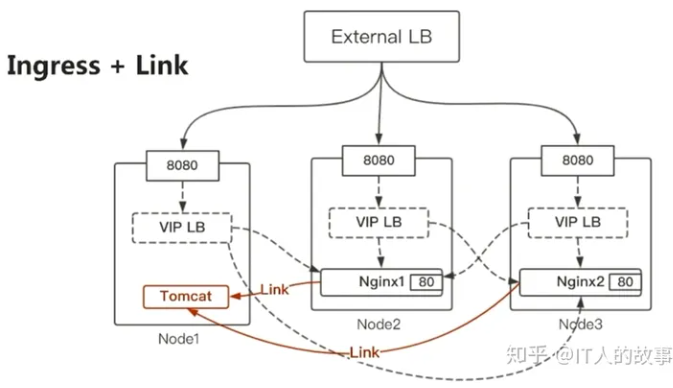 External LB
Ingress + Link
8080
8080
8080
VIP LB
VIP LB
VIP LB
Tomcat
Link
Nginx1
80
Nginx2
80
Node1
Node2
Node3
Link
知乎 @IT人的故事